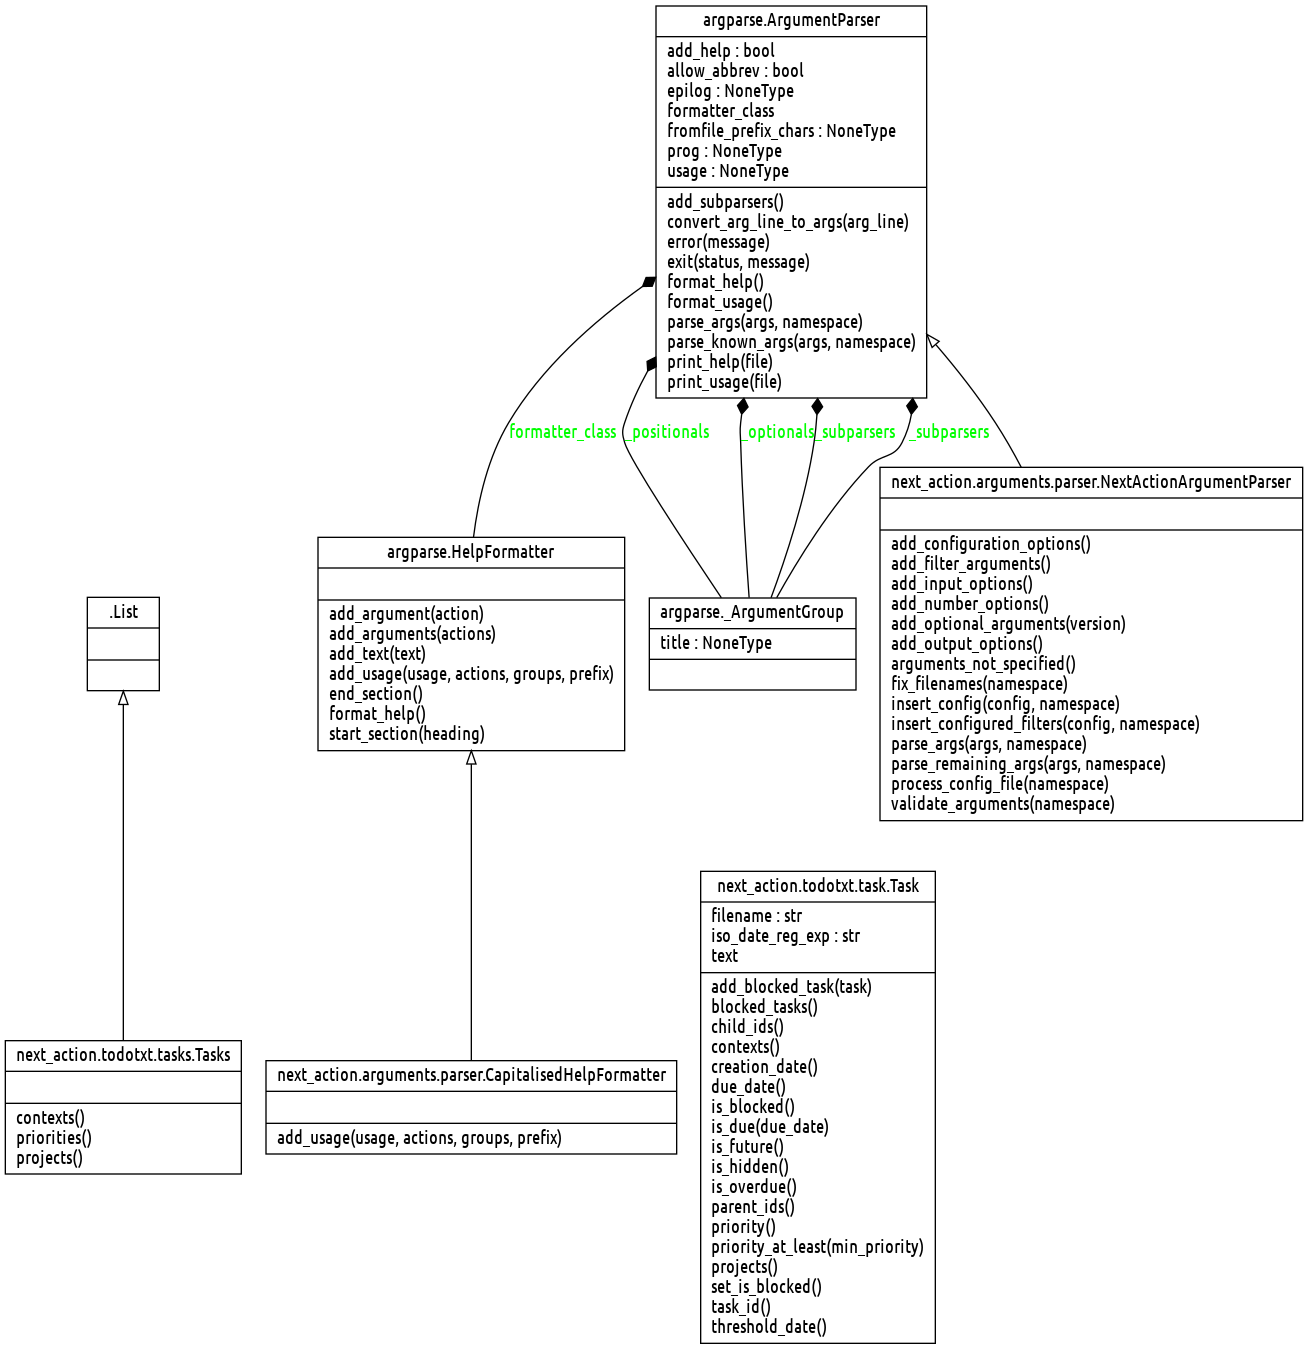 argparse.ArgumentParser
add_help : bool
allow_abbrev : bool
epilog : NoneType
formatter_class
fromfile_prefix_chars : NoneType
prog : NoneType
usage : NoneType
add_subparsers()
convert_arg_line_to_args(arg_line)
error(message)
exit(status, message)
format_help()
format_usage()
parse_args(args, namespace)
parse_known_args(args, namespace)
print_help(file)
print_usage(file)
formatter_class
_positionals
_optionals
_subparsers
_subparsers
next_action.arguments.parser.NextActionArgumentParser
add_configuration_options()
add_filter_arguments()
add_input_options()
add_number_options()
add_optional_arguments(version)
add_output_options()
arguments_not_specified()
fix_filenames(namespace)
insert_config(config, namespace)
insert_configured_filters(config, namespace)
parse_args(args, namespace)
parse_remaining_args(args, namespace)
process_config_file(namespace)
validate_arguments(namespace)
argparse.HelpFormatter
add_argument(action)
add_arguments(actions)
add_text(text)
add_usage(usage, actions, groups, prefix)
end_section()
format_help()
start_section(heading)
argparse._ArgumentGroup
title : NoneType
.List
next_action.todotxt.task.Task
filename : str
iso_date_reg_exp : str
text
add_blocked_task(task)
blocked_tasks()
child_ids()
contexts()
creation_date()
due_date()
is_blocked()
is_due(due_date)
is_future()
is_hidden()
is_overdue()
parent_ids()
priority()
priority_at_least(min_priority)
projects()
set_is_blocked()
task_id()
threshold_date()
next_action.todotxt.tasks.Tasks
contexts()
priorities()
projects()
next_action.arguments.parser.CapitalisedHelpFormatter
add_usage(usage, actions, groups, prefix)